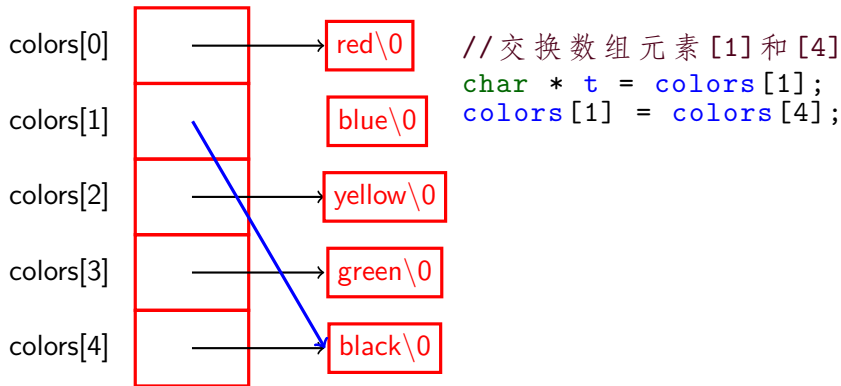 colors[0]
red\0
//交换数组元素[1]和[4]
char * t = colors[1];
colors[1] = colors[4];
colors[1]
blue\0
colors[2]
yellow\0
colors[3]
green\0
colors[4]
black\0